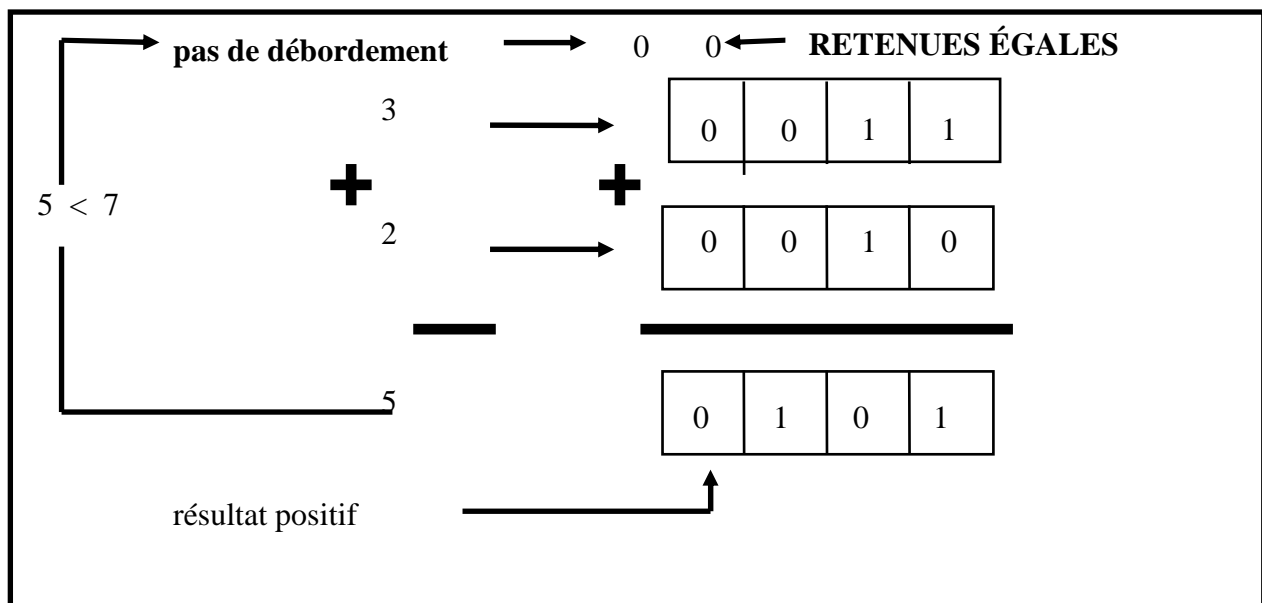 pas de débordement 0 0 RETENUES ÉGALES
3 0 0 1 1
+ +
5 < 7
2 0 0 1 0
5 0 1 0 1
résultat positif